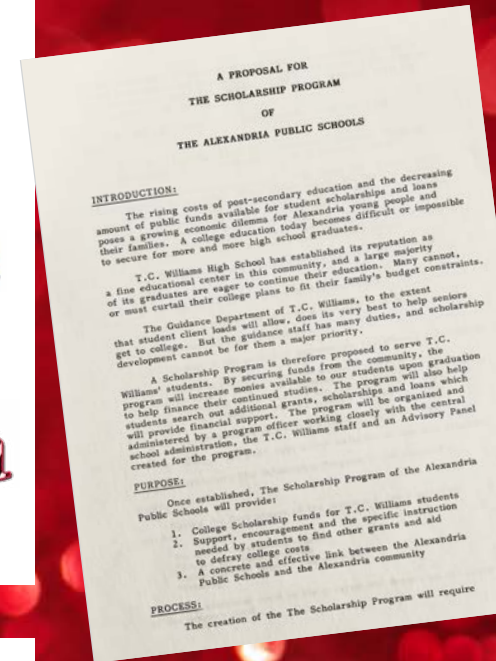 A PROPOSAL FOR
THE SCHOLARSHIP PROGRAM
OF
THE ALEXANDRIA PUBLIC SCHOOLS
INTRODUCTION:
The rising costs of post-secondary education and the decreasing
amount of public funds available for student scholarships and loans
poses a growing economic dilemma for Alexandria young people and
their families. A college education today becomes difficult or impossible
to secure for more and more high school graduates.
T.C. Williams High School has established its reputation as
a fine educational center in this community, and a large majority
of its graduates are eager to continue their education. Many cannot,
or must curtail their college plans to fit their family's budget constraints.
The Guidance Department of T.C. Williams, to the extent
that student client loads will allow, does its very best to help seniors
get to college. But the guidance staff has many duties, and scholarship
development cannot be for them a major priority.
A Scholarship Program is therefore proposed to serve T.C.
Williams' students. By securing funds from the community, the
program will increase monies available to our students upon graduation
to help finance their continued studies. The program will also help
students search out additional grants, scholarships and loans which
will provide financial support. The program will be organized and
administered by a program officer working closely with the central
school administration, the T.C. Williams staff and an Advisory Panel
created for the program.
PURPOSE:
Once established, The Scholarship Program of the Alexandria
Public Schools will provide:
1. College Scholarship funds for T.C. Williams students
2. Support, encouragement and the specific instruction
needed by students to find other grants and aid
to defray college costs
3. A concrete and effective link between the Alexandria
Public Schools and the Alexandria community
PROCESS:
The creation of the The Scholarship Program will require